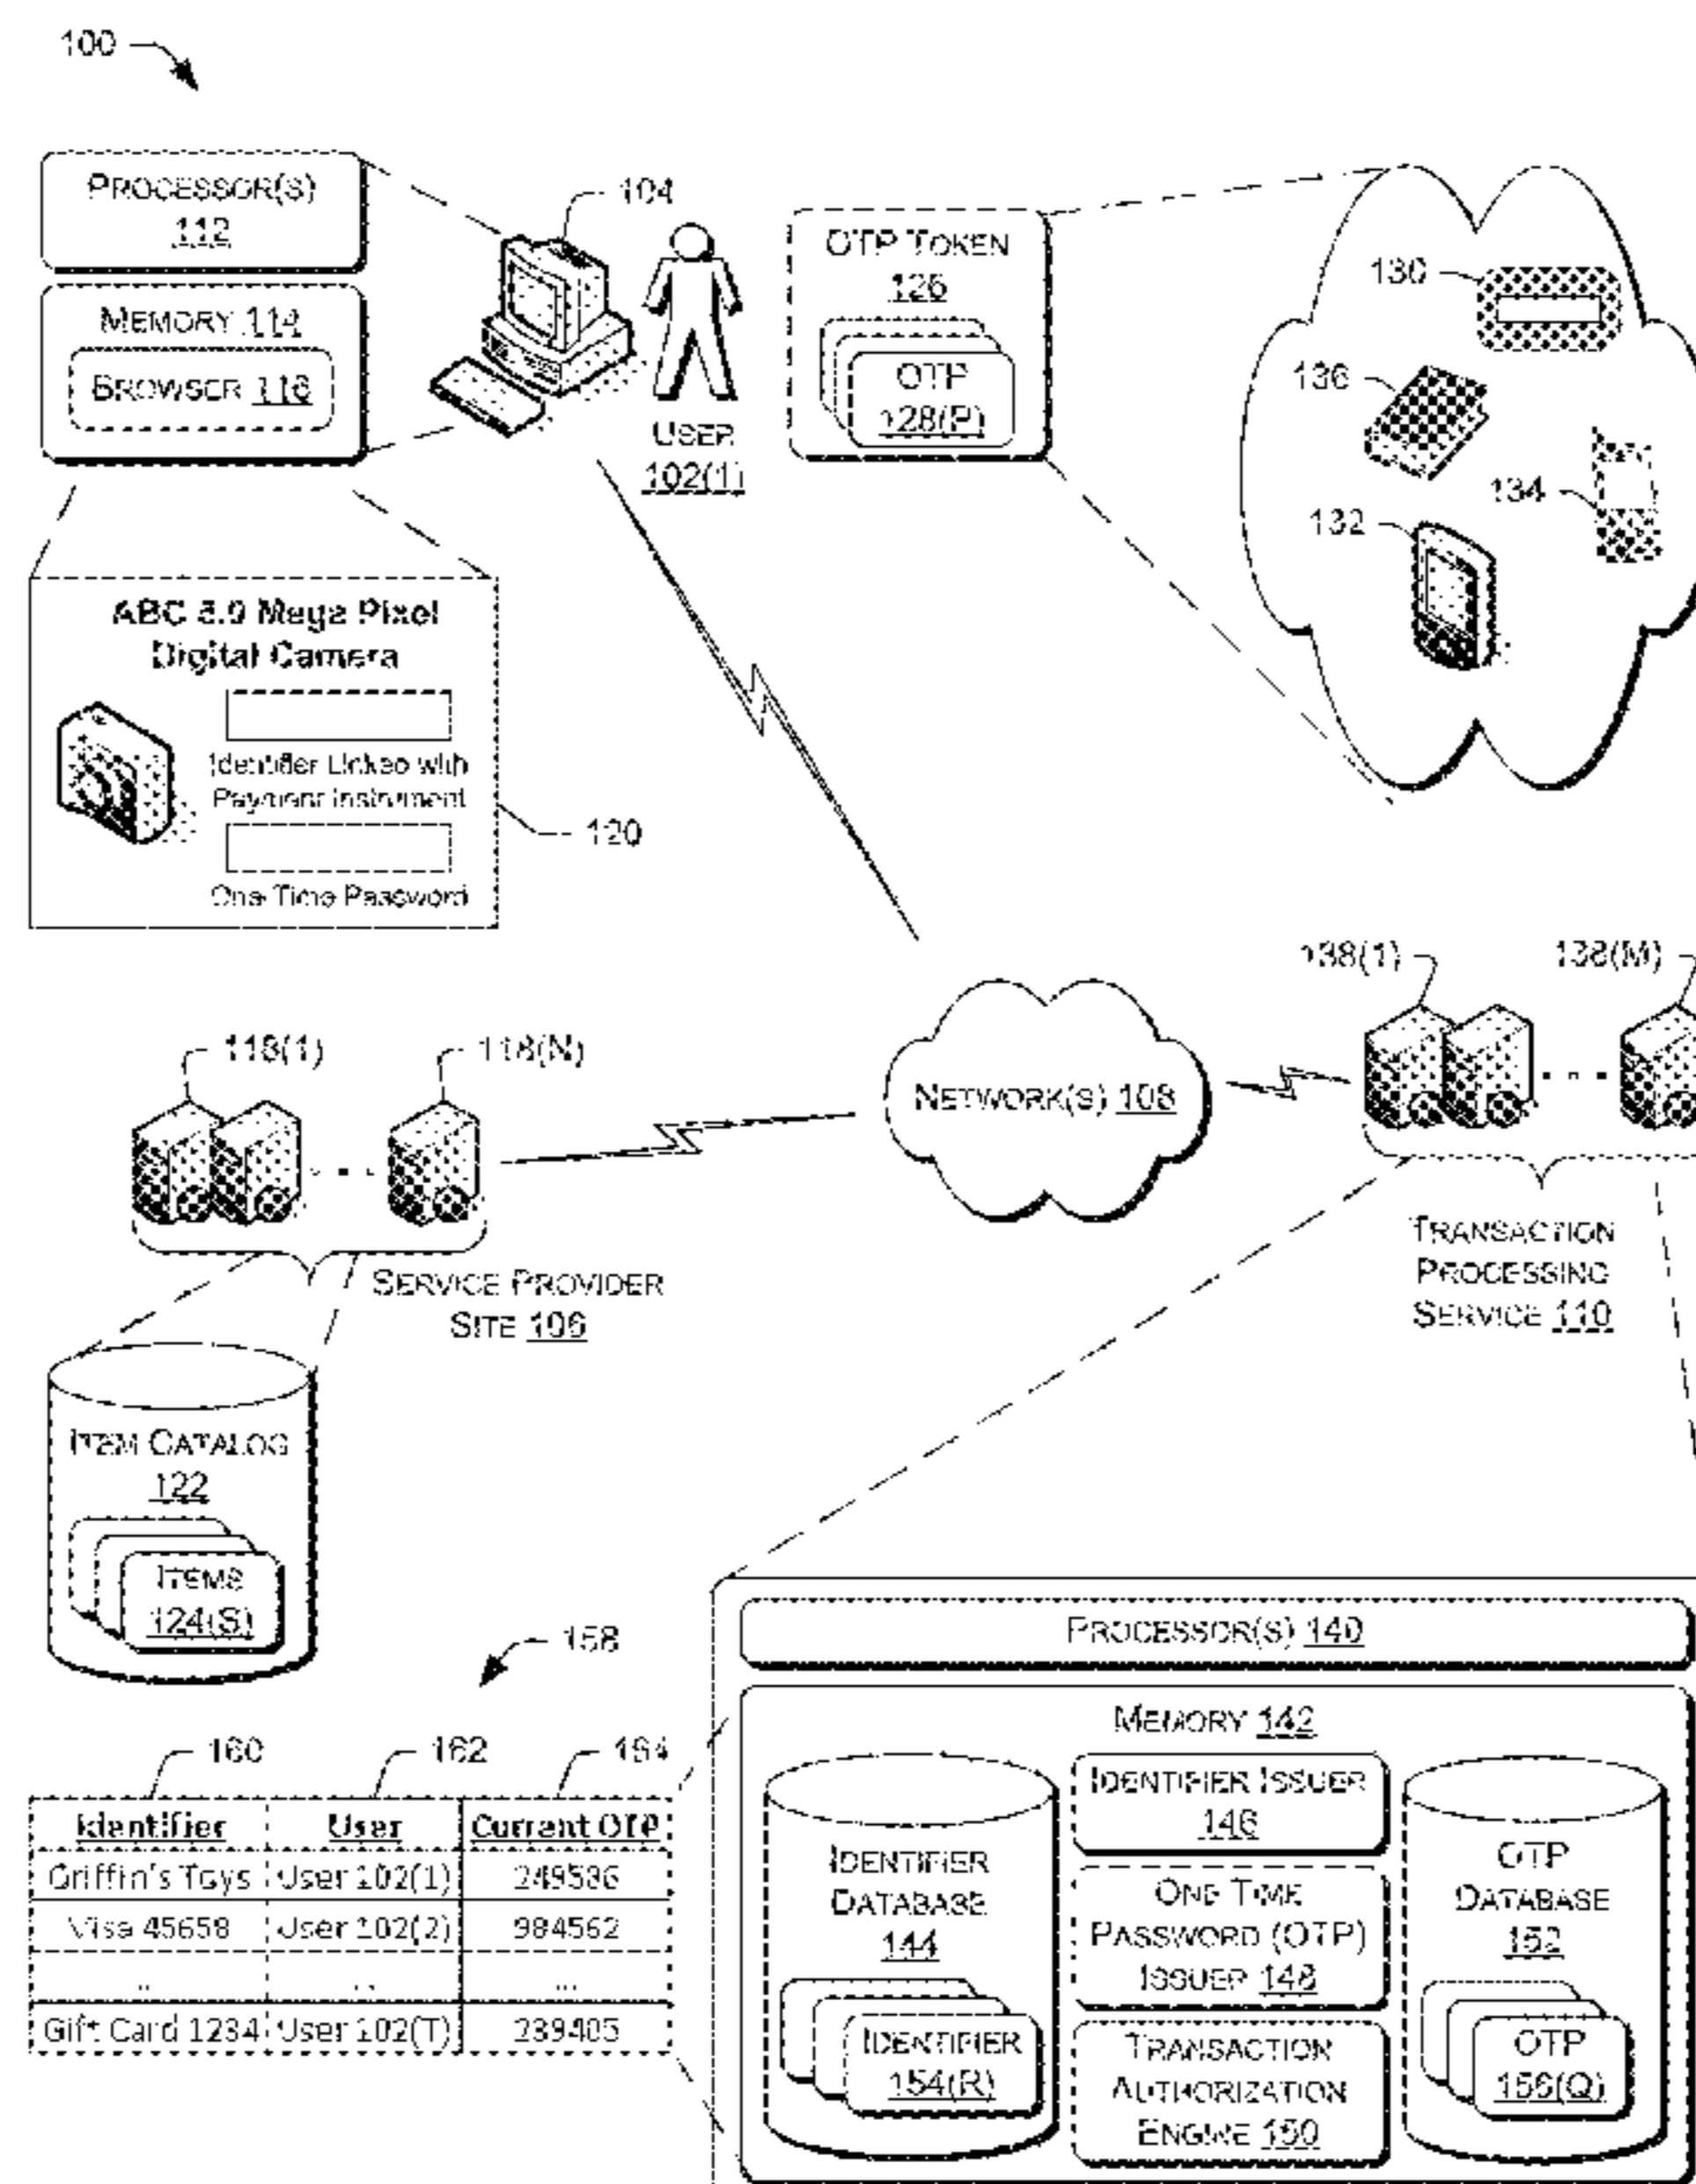 100
PROCESSOR(S)
112
MEMORY 114
BROWSER 116
104
USER
102(1)
OTP TOKEN
126
OTP
128(P)
130
136
134
132
ABC 5.0 Mega Pixel
Digital Camera
Identifier Linked with
Payment Instrument
One Time Password
120
118(1)
118(N)
SERVICE PROVIDER
SITE 106
NETWORK(S) 108
138(1)
138(M)
TRANSACTION
PROCESSING
SERVICE 110
ITEM CATALOG
122
ITEMS
124(S)
158
160
162
164
Identifier User Current OTP
Griffin's Toys User 102(1) 249586
Visa 45658 User 102(2) 984562
... ... ...
Gift Card 1234 User 102(T) 239405
PROCESSOR(S) 140
MEMORY 142
IDENTIFIER
DATABASE
144
IDENTIFIER
154(R)
IDENTIFIER ISSUER
146
ONE TIME
PASSWORD (OTP)
ISSUER 148
TRANSACTION
AUTHORIZATION
ENGINE 150
OTP
DATABASE
152
OTP
156(Q)